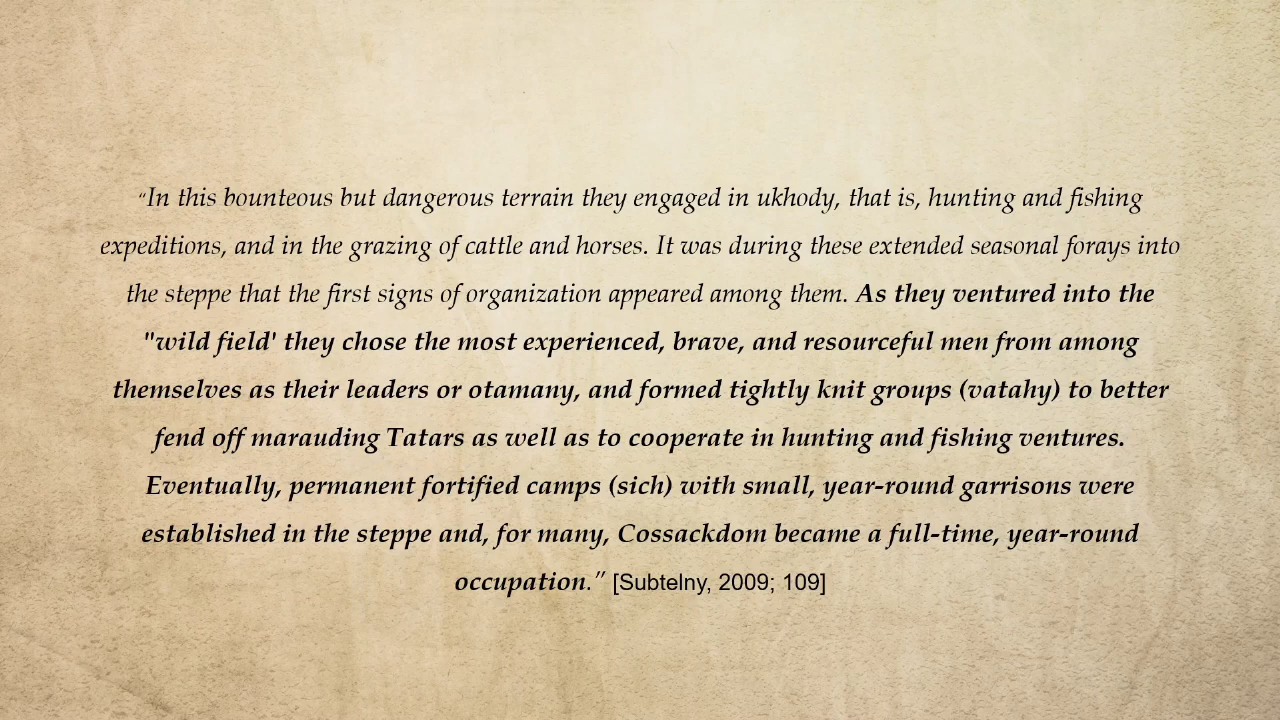 “In this bounteous but dangerous terrain they engaged in ukhody, that is, hunting and fishing
expeditions, and in the grazing of cattle and horses. It was during these extended seasonal forays into
the steppe that the first signs of organization appeared among them. As they ventured into the
"wild field' they chose the most experienced, brave, and resourceful men from among
themselves as their leaders or otamany, and formed tightly knit groups (vatahy) to better
fend off marauding Tatars as well as to cooperate in hunting and fishing ventures.
Eventually, permanent fortified camps (sich) with small, year-round garrisons were
established in the steppe and, for many, Cossackdom became a full-time, year-round
occupation.” [Subtelny, 2009; 109]